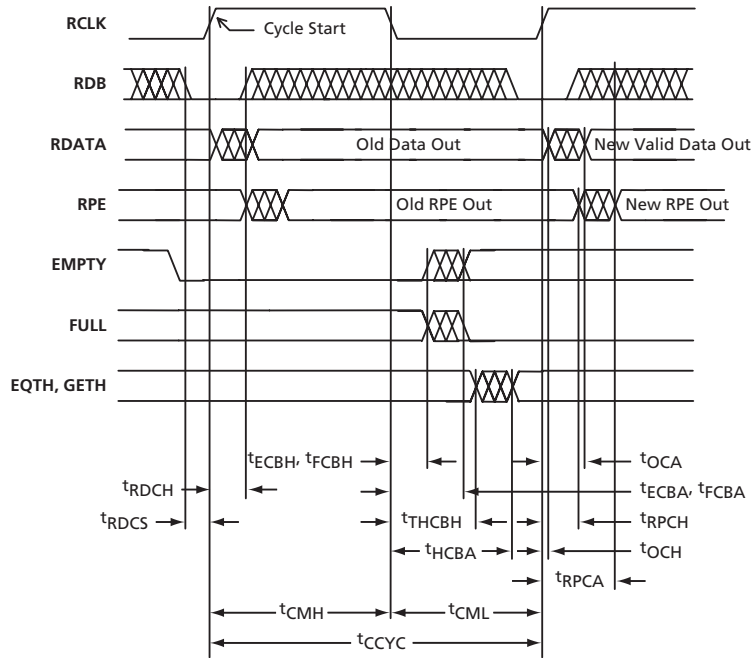 RCLK
Cycle Start
RDB
RDATA
Old Data Out
New Valid Data Out
RPE
Old RPE Out
New RPE Out
EMPTY
FULL
EQTH, GETH
tECBH, tFCBH
tOCA
tRDCH
tECBA, tFCBA
tRDCS
tTHCBH
tRPCH
tHCBA
tOCH
tRPCA
tCMH
tCML
tCCYC